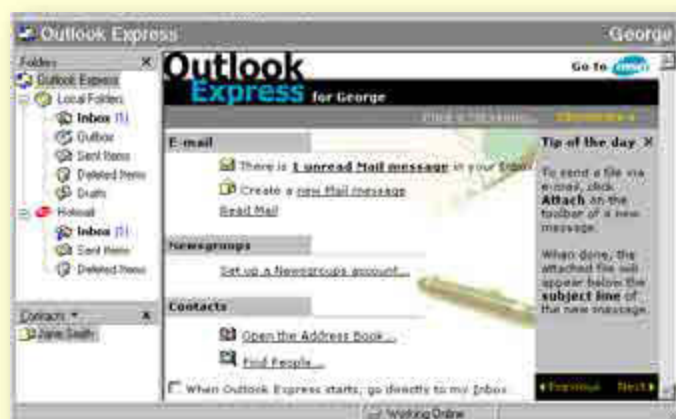 Outlook Express George
Folders X
Outlook Express
Local Folders
Inbox (1)
Outbox
Sent Items
Deleted Items
Drafts
Hotmail
Inbox (1)
Sent Items
Deleted Items
Contacts X
Jane Smith
Outlook
Express for George
Go to msn
E-mail
There is 1 unread Mail message in your Inbox
Create a new Mail message
Read Mail
Newsgroups
Set up a Newsgroups account...
Contacts
Open the Address Book...
Find People...
When Outlook Express starts, go directly to my Inbox.
Tip of the day X
To send a file via
e-mail, click
Attach on the
toolbar of a new
message.
When done, the
attached file will
appear below the
subject line of
the new message.
Previous Next
Working Online